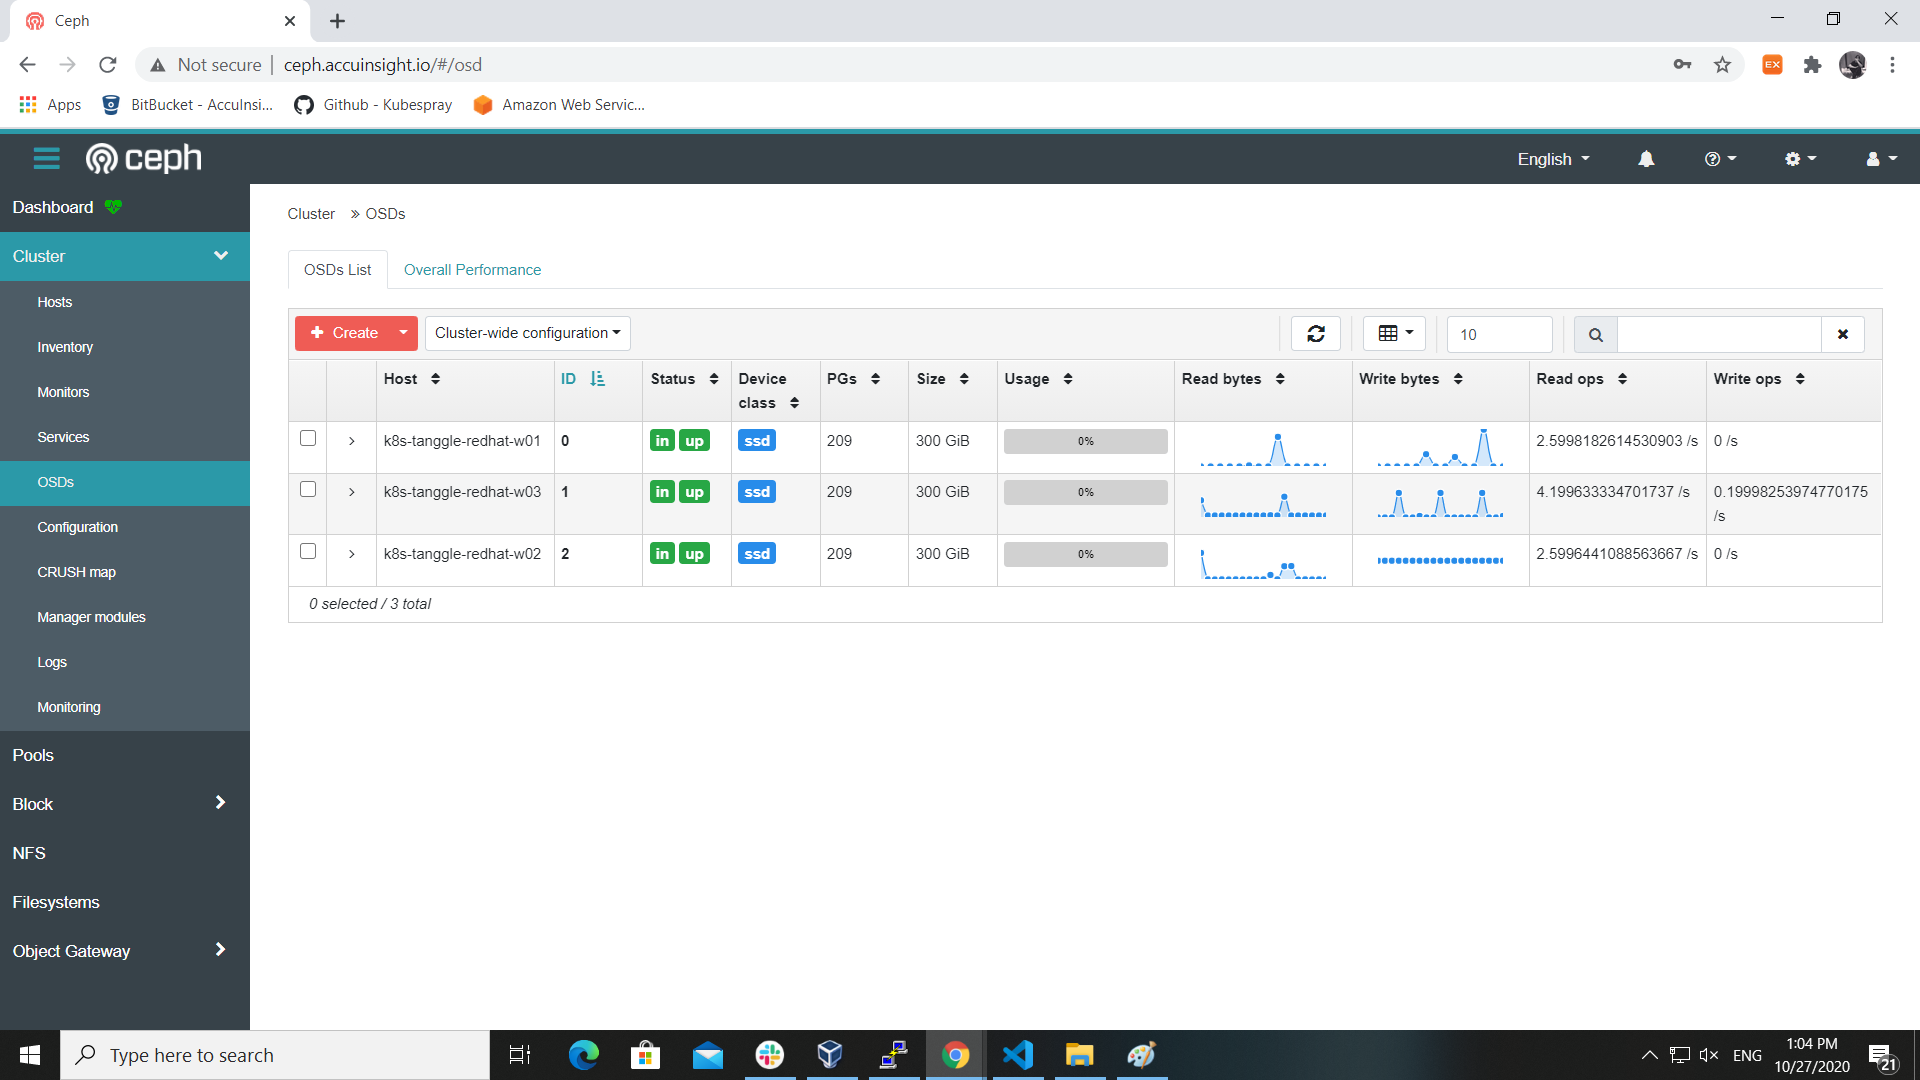 Ceph
Not secure
ceph.accuinsight.io/#/osd
EX
Apps
BitBucket - AccuInsi...
Github - Kubespray
Amazon Web Servic...
ceph
English
Dashboard
Cluster
Hosts
Inventory
Monitors
Services
OSDs
Configuration
CRUSH map
Manager modules
Logs
Monitoring
Pools
Block
NFS
Filesystems
Object Gateway
Cluster » OSDs
OSDs List
Overall Performance
Create
Cluster-wide configuration
10
Host ID Status Device class PGs Size Usage Read bytes Write bytes Read ops Write ops
k8s-tanggle-redhat-w01 0 in up ssd 209 300 GiB 0% 2.5998182614530903 /s 0 /s
k8s-tanggle-redhat-w03 1 in up ssd 209 300 GiB 0% 4.199633334701737 /s 0.19998253974770175 /s
k8s-tanggle-redhat-w02 2 in up ssd 209 300 GiB 0% 2.5996441088563667 /s 0 /s
0 selected / 3 total
Type here to search
ENG
1:04 PM
10/27/2020
21